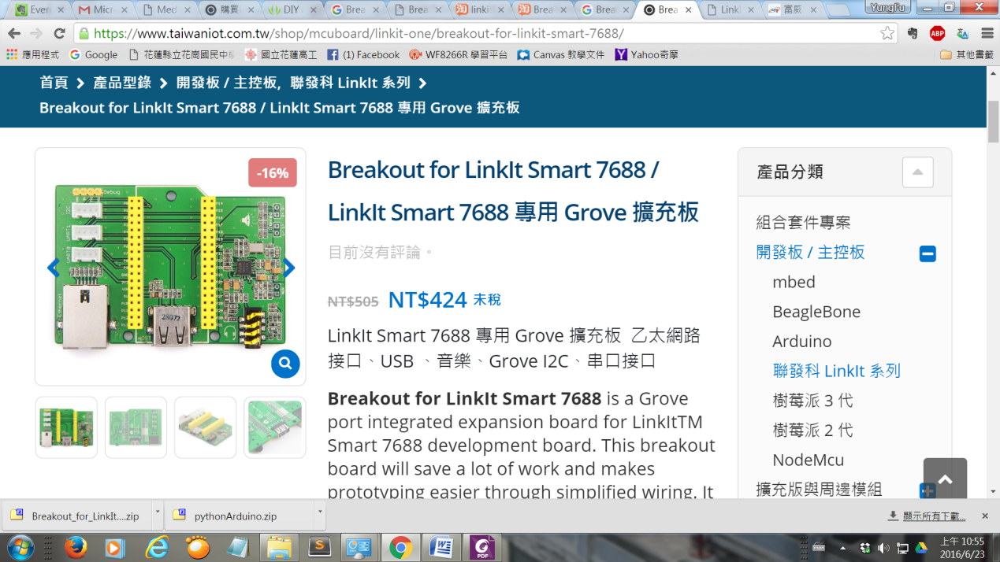 Even
Micr
Med
購買
DIY
Brea
Brea
linkit
Brea
Brea
Brea
Linkl
富威
YungFu
https://www.taiwaniot.com.tw/shop/mcuboard/linkit-one/breakout-for-linkit-smart-7688/
ABP
應用程式
Google
花蓮縣立花崗國民中學
國立花蓮高工
(1) Facebook
WF8266R 學習平台
Canvas 教學文件
Yahoo奇摩
其他書籤
首頁 > 產品型錄 > 開發板 / 主控板, 聯發科 LinkIt 系列 >
Breakout for LinkIt Smart 7688 / LinkIt Smart 7688 專用 Grove 擴充板
-16%
Debug
Breakout for LinkIt Smart 7688 /
LinkIt Smart 7688 專用 Grove 擴充板
目前沒有評論。
NT$505 NT$424 未稅
LinkIt Smart 7688 專用 Grove 擴充板 乙太網路
接口、USB 、音樂、Grove I2C、串口接口
Breakout for LinkIt Smart 7688 is a Grove
port integrated expansion board for LinkItTM
Smart 7688 development board. This breakout
board will save a lot of work and makes
prototyping easier through simplified wiring. It
產品分類
組合套件專案
開發板 / 主控板
mbed
BeagleBone
Arduino
聯發科 LinkIt 系列
樹莓派 3 代
樹莓派 2 代
NodeMcu
擴充版與周邊模組
Breakout_for_LinkIt....zip
pythonArduino.zip
顯示所有下載...
PDF
上午 10:55
2016/6/23